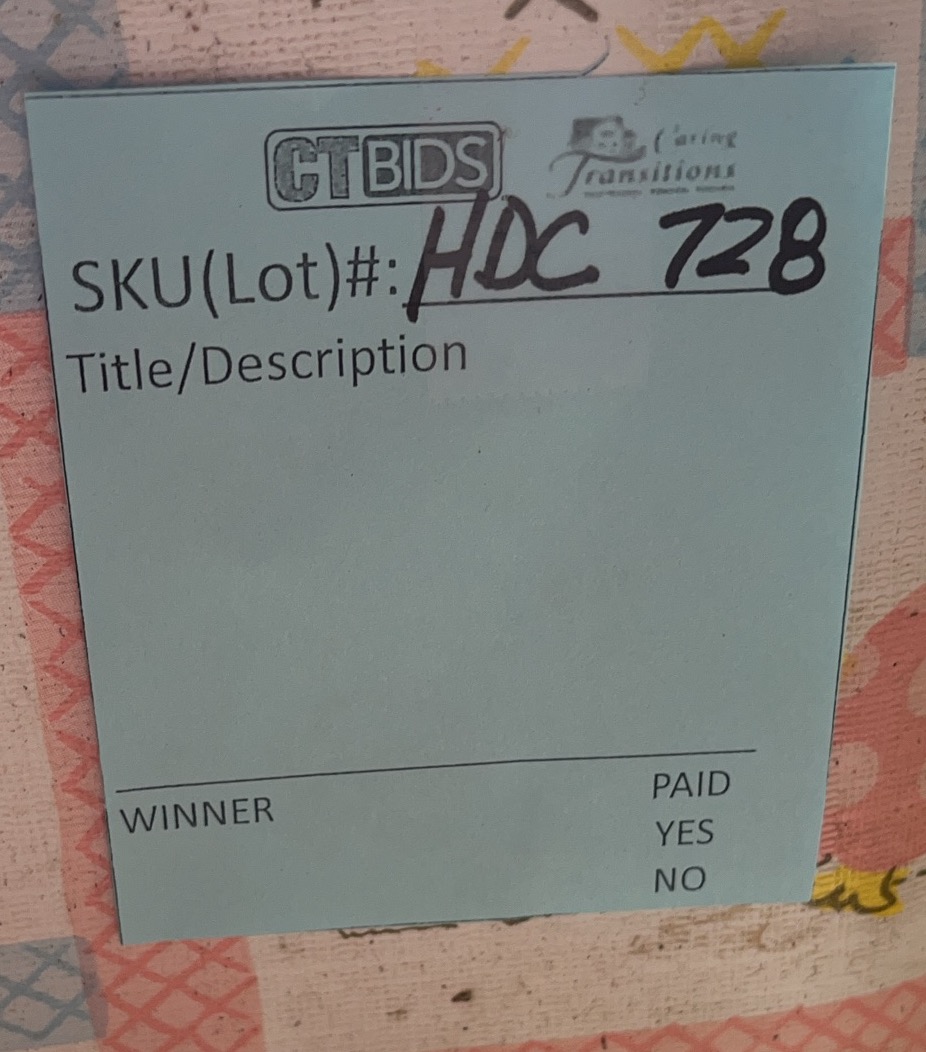 CTBIDS
Caring
Transitions
SKU(Lot)#: HDC 728
Title/Description
WINNER
PAID
YES
NO